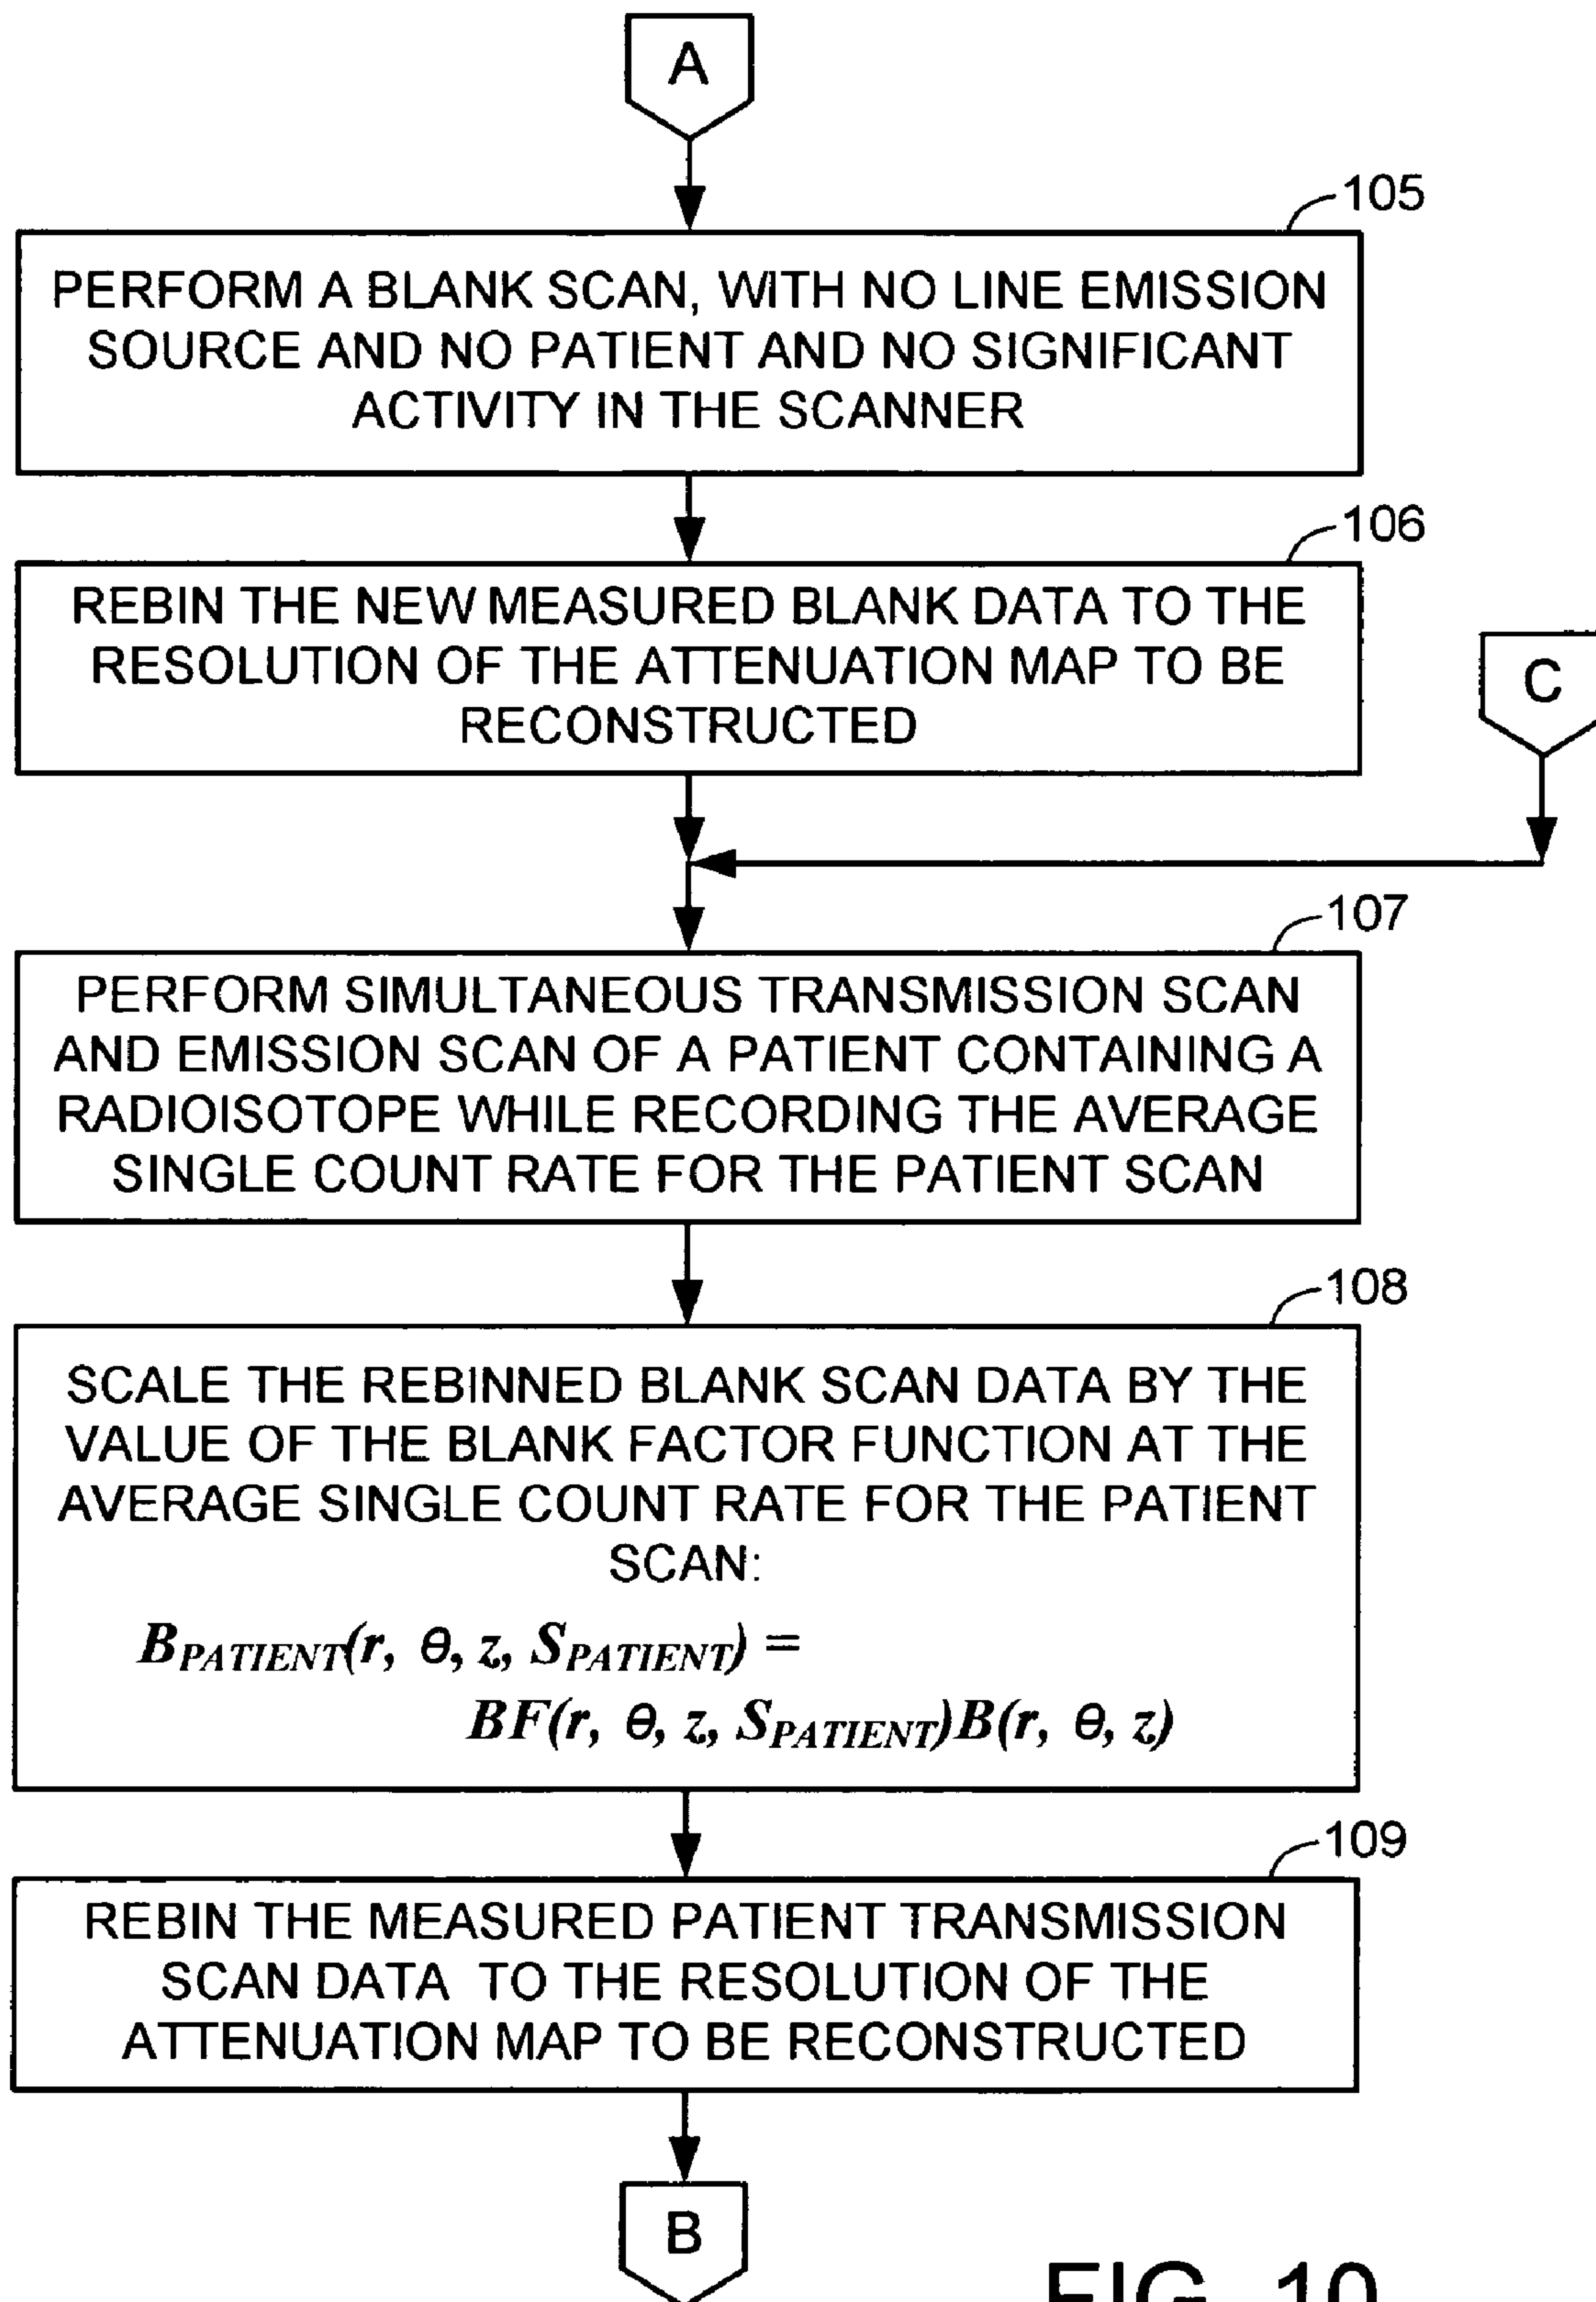 A
105
PERFORM A BLANK SCAN, WITH NO LINE EMISSION
SOURCE AND NO PATIENT AND NO SIGNIFICANT
ACTIVITY IN THE SCANNER
106
REBIN THE NEW MEASURED BLANK DATA TO THE
RESOLUTION OF THE ATTENUATION MAP TO BE
RECONSTRUCTED
C
107
PERFORM SIMULTANEOUS TRANSMISSION SCAN
AND EMISSION SCAN OF A PATIENT CONTAINING A
RADIOISOTOPE WHILE RECORDING THE AVERAGE
SINGLE COUNT RATE FOR THE PATIENT SCAN
108
SCALE THE REBINNED BLANK SCAN DATA BY THE
VALUE OF THE BLANK FACTOR FUNCTION AT THE
AVERAGE SINGLE COUNT RATE FOR THE PATIENT
SCAN:
B_PATIENT(r, θ, z, S_PATIENT) =
BF(r, θ, z, S_PATIENT)B(r, θ, z)
109
REBIN THE MEASURED PATIENT TRANSMISSION
SCAN DATA TO THE RESOLUTION OF THE
ATTENUATION MAP TO BE RECONSTRUCTED
B
FIG. 10